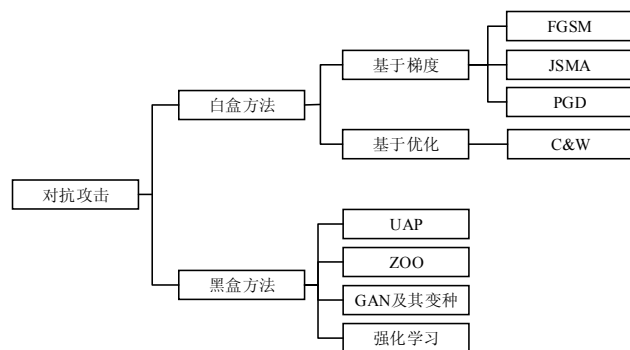 对抗攻击
白盒方法
基于梯度
FGSM
JSMA
PGD
基于优化
C&W
黑盒方法
UAP
ZOO
GAN及其变种
强化学习